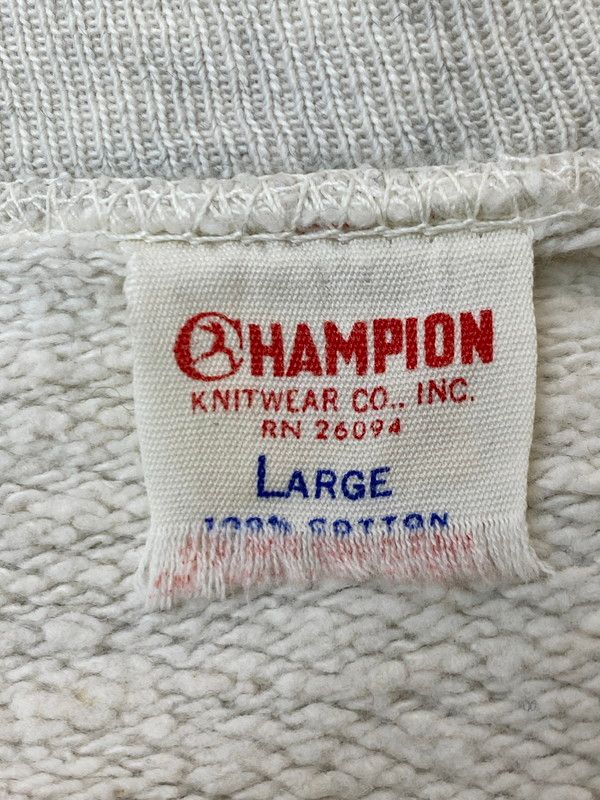 CHAMPION
KNITWEAR CO., INC.
RN 26094
LARGE
100% COTTON